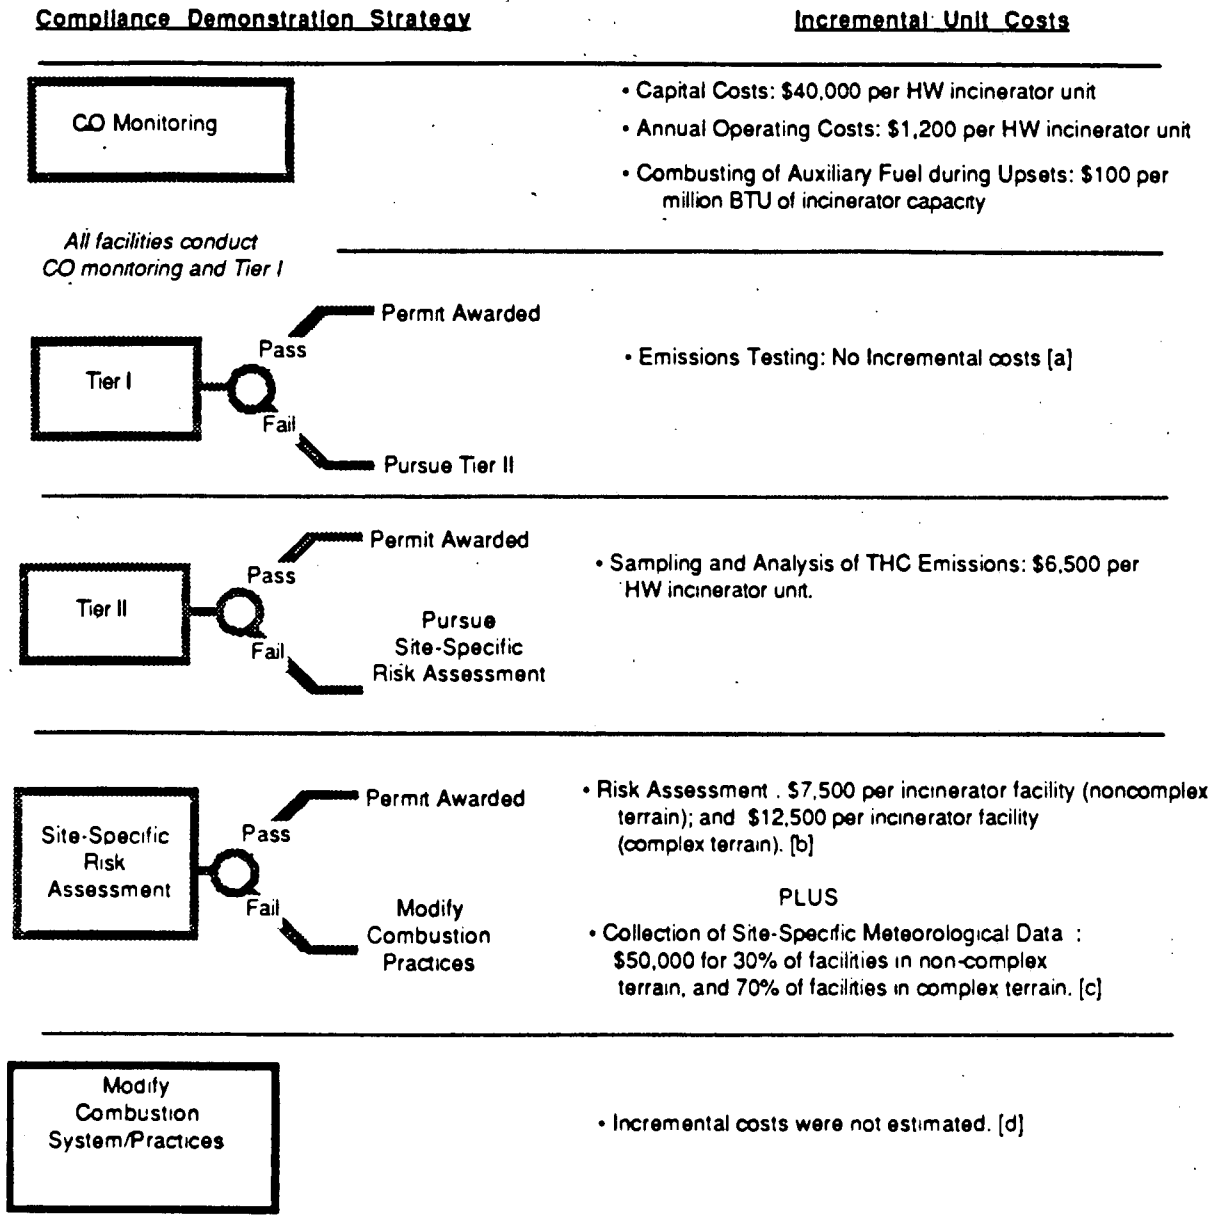 Compliance Demonstration Strategy
Incremental Unit Costs
CO Monitoring
• Capital Costs: $40,000 per HW incinerator unit
• Annual Operating Costs: $1,200 per HW incinerator unit
• Combusting of Auxiliary Fuel during Upsets: $100 per
million BTU of incinerator capacity
All facilities conduct
CO monitoring and Tier I
Tier I
Pass
Permit Awarded
Fail
Pursue Tier II
• Emissions Testing: No Incremental costs [a]
Tier II
Pass
Permit Awarded
Fail
Pursue
Site-Specific
Risk Assessment
• Sampling and Analysis of THC Emissions: $6,500 per
HW incinerator unit.
Site-Specific
Risk
Assessment
Pass
Permit Awarded
Fail
Modify
Combustion
Practices
• Risk Assessment . $7,500 per incinerator facility (noncomplex
terrain); and $12,500 per incinerator facility
(complex terrain). [b]
PLUS
• Collection of Site-Specific Meteorological Data :
$50,000 for 30% of facilities in non-complex
terrain, and 70% of facilities in complex terrain. [c]
Modify
Combustion
System/Practices
• Incremental costs were not estimated. [d]